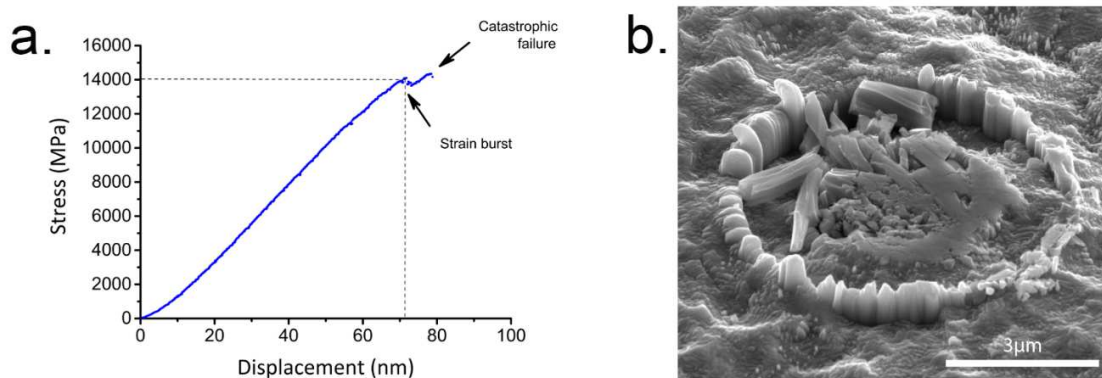 a.
16000
14000
12000
10000
8000
6000
4000
2000
0
Stress (MPa)
0 20 40 60 80 100
Displacement (nm)
Catastrophic
failure
Strain burst
b.
3μm